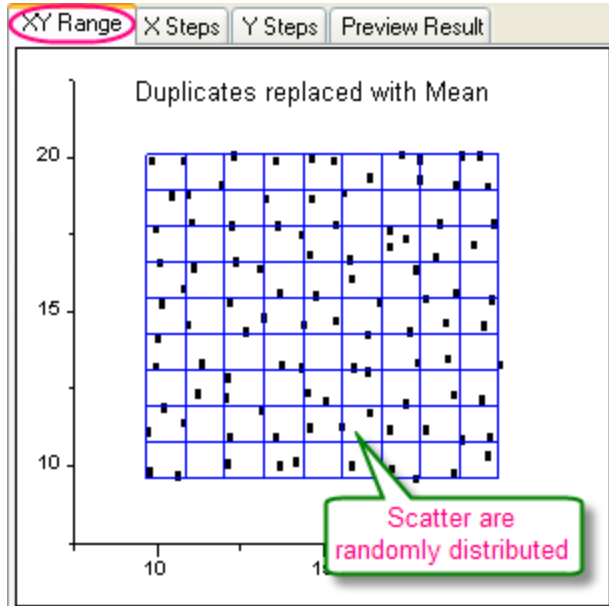 XY Range X Steps Y Steps Preview Result
Duplicates replaced with Mean
20
15
10
Scatter are
randomly distributed
10